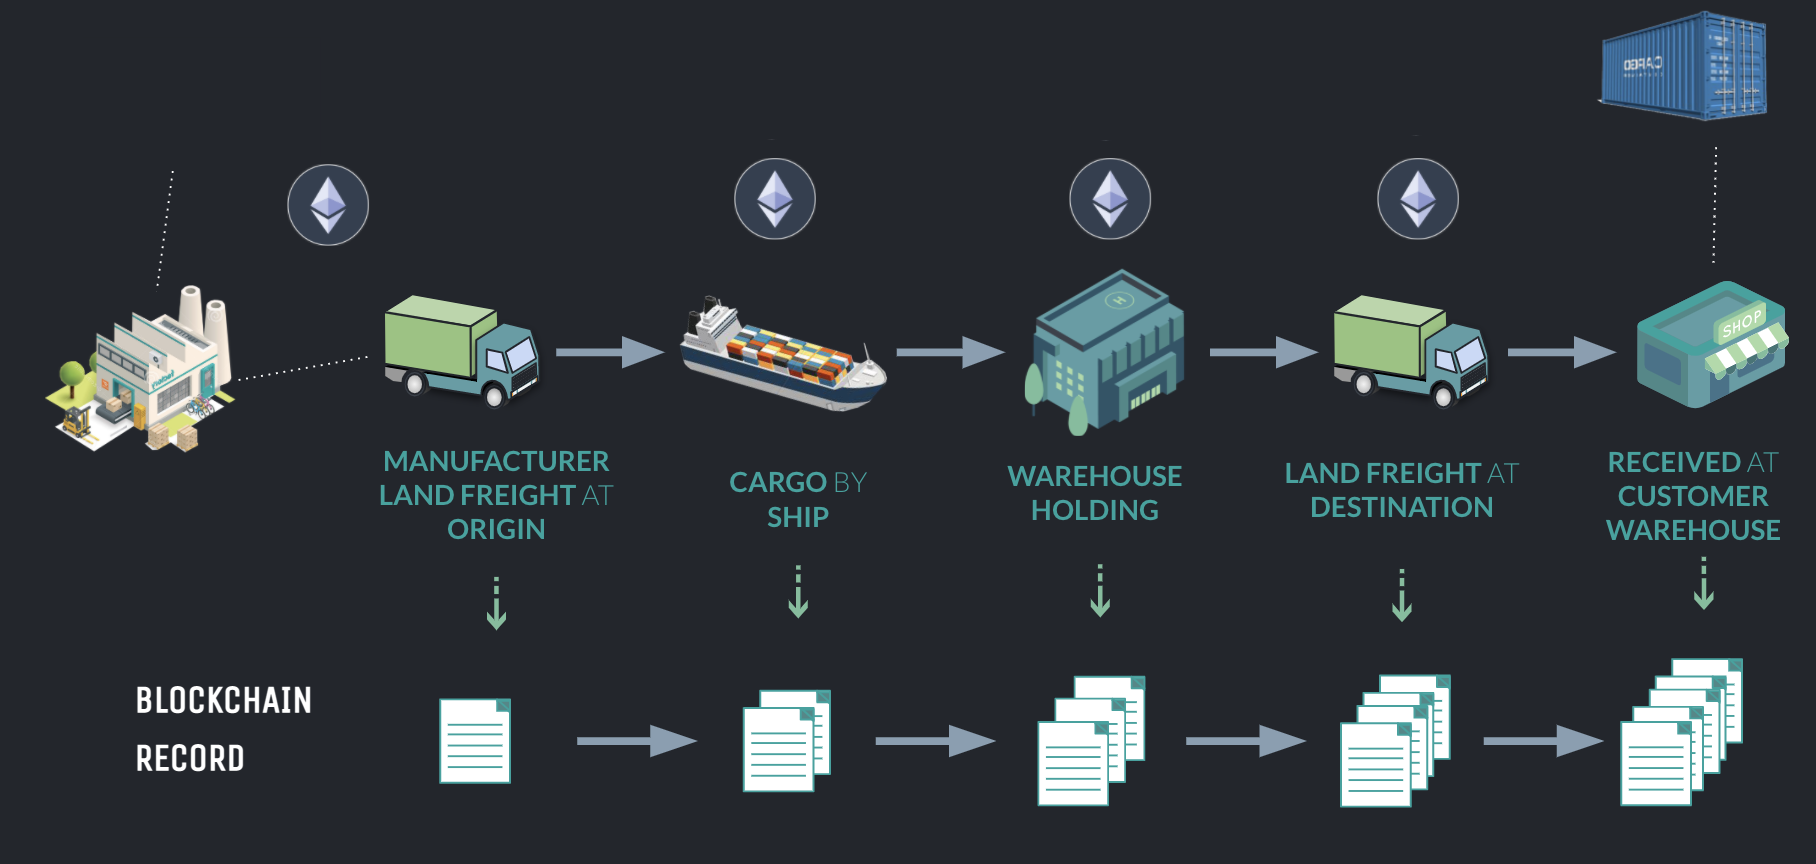 CARGO
SHOP
MANUFACTURER
LAND FREIGHT AT
ORIGIN
CARGO BY
SHIP
WAREHOUSE
HOLDING
LAND FREIGHT AT
DESTINATION
RECEIVED AT
CUSTOMER
WAREHOUSE
BLOCKCHAIN
RECORD